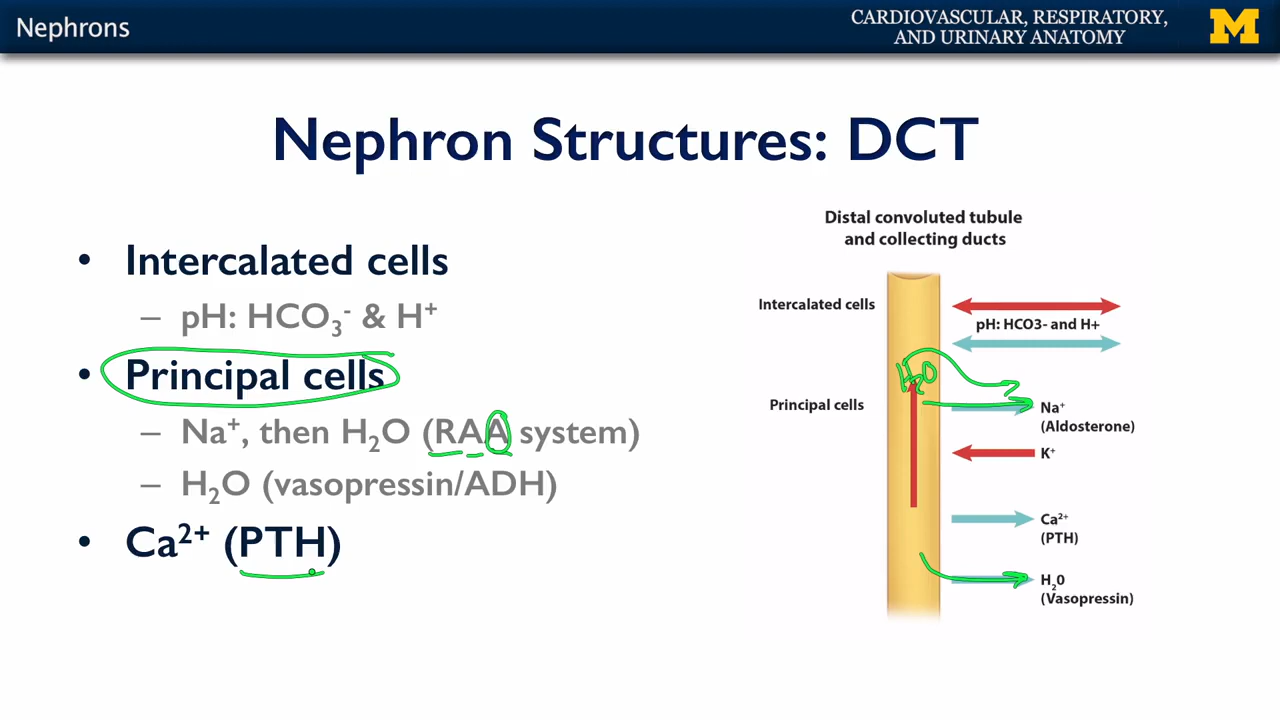 Nephrons
CARDIOVASCULAR, RESPIRATORY,
AND URINARY ANATOMY
M
Nephron Structures: DCT
• Intercalated cells
– pH: HCO₃⁻ & H⁺
• Principal cells
– Na⁺, then H₂O (RAA system)
– H₂O (vasopressin/ADH)
• Ca²⁺ (PTH)
Distal convoluted tubule
and collecting ducts
Intercalated cells
pH: HCO3- and H+
H₂O
Principal cells
Na⁺
(Aldosterone)
K⁺
Ca²⁺
(PTH)
H₂0
(Vasopressin)